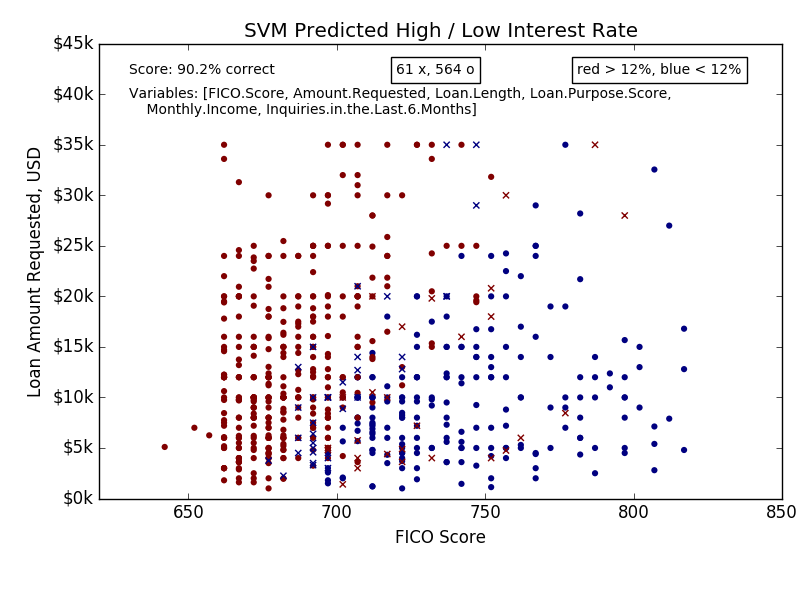 SVM Predicted High / Low Interest Rate
$45k
Score: 90.2% correct
61 x, 564 o
red > 12%, blue < 12%
$40k
Variables: [FICO.Score, Amount.Requested, Loan.Length, Loan.Purpose.Score,
Monthly.Income, Inquiries.in.the.Last.6.Months]
$35k
$30k
$25k
$20k
$15k
$10k
$5k
$0k
Loan Amount Requested, USD
650
700
750
800
850
FICO Score